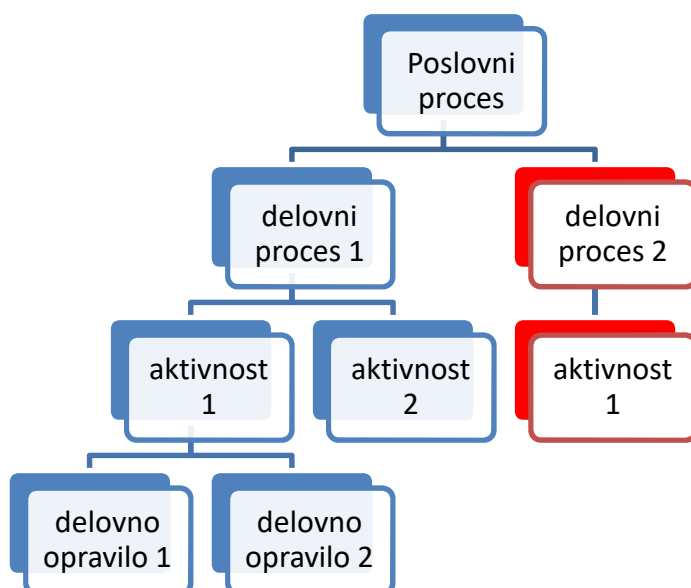 Poslovni
proces
delovni
proces 1
delovni
proces 2
aktivnost
1
aktivnost
2
aktivnost
1
delovno
opravilo 1
delovno
opravilo 2